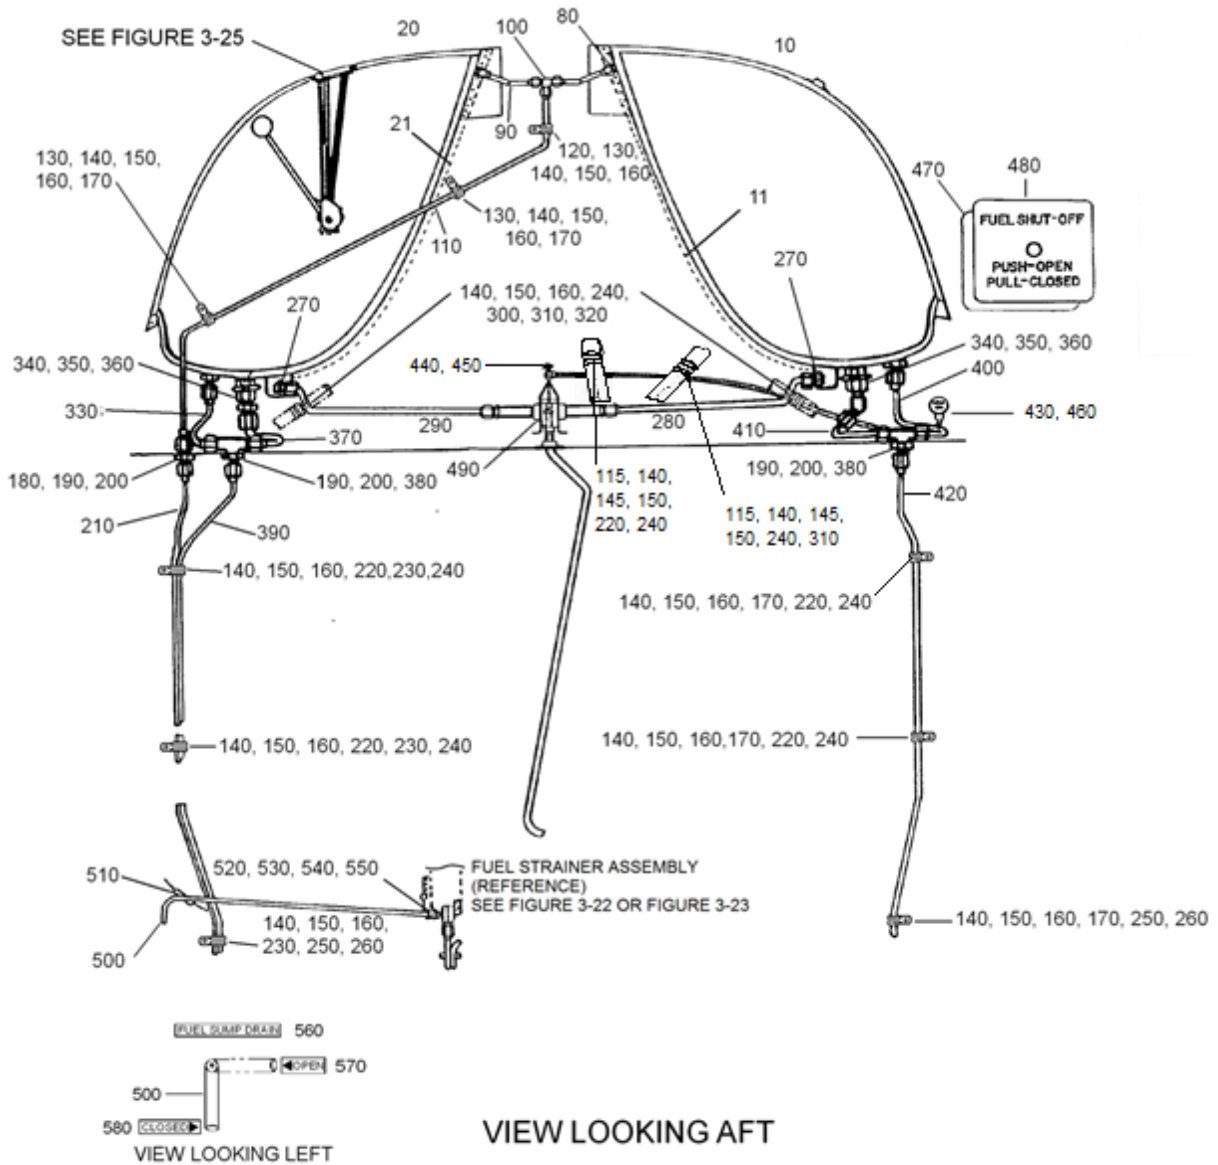 SEE FIGURE 3-25
20
100
80
10
90
21
120, 130,
140, 150, 160
130, 140, 150,
160, 170
130, 140, 150,
160, 170
110
11
470
480
FUEL SHUT-OFF
PUSH-OPEN
PULL-CLOSED
270
140, 150, 160, 240,
300, 310, 320
270
340, 350, 360
440, 450
340, 350, 360
400
330
290
280
410
430, 460
370
180, 190, 200
190, 200, 380
490
190, 200, 380
115, 140,
145, 150,
220, 240
115, 140, 145,
150, 240, 310
420
210
390
140, 150, 160, 220,230,240
140, 150, 160, 170, 220, 240
140, 150, 160, 220, 230, 240
140, 150, 160,170, 220, 240
510
520, 530, 540, 550
FUEL STRAINER ASSEMBLY
(REFERENCE)
SEE FIGURE 3-22 OR FIGURE 3-23
140, 150, 160,
230, 250, 260
500
140, 150, 160, 170, 250, 260
FUEL SUMP DRAIN 560
OPEN 570
500
580 CLOSED
VIEW LOOKING LEFT
VIEW LOOKING AFT